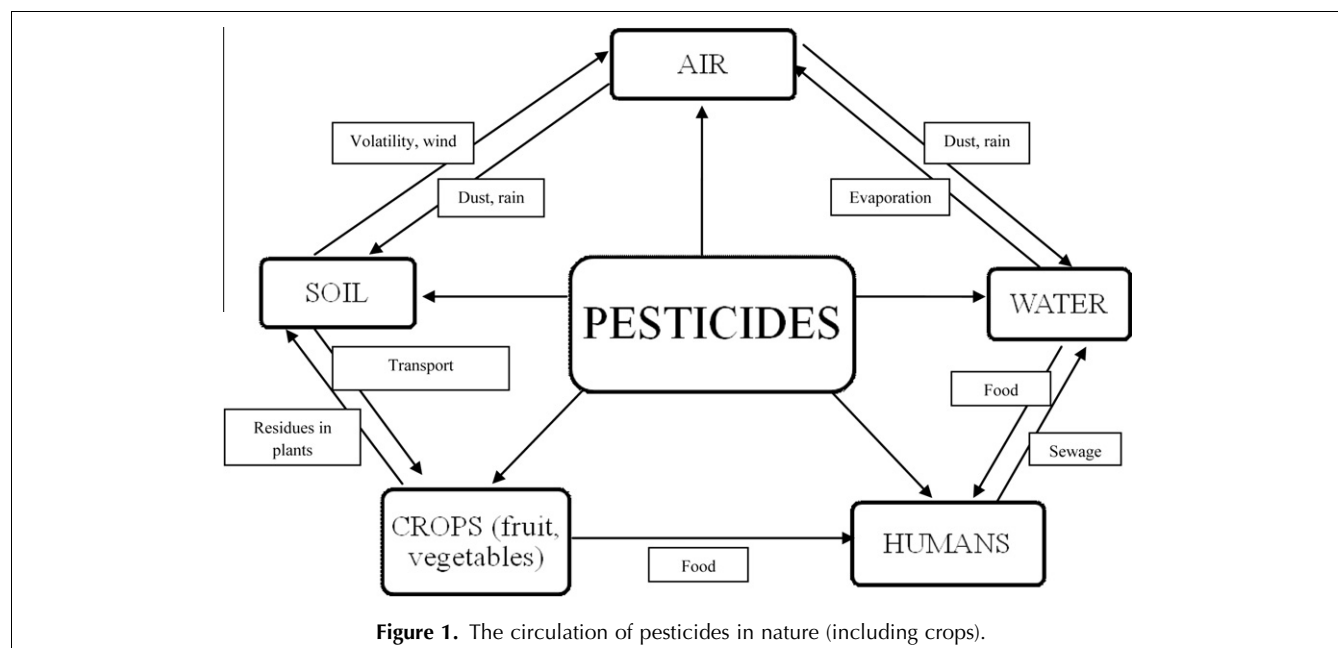 AIR
Volatility, wind
Dust, rain
Dust, rain
Evaporation
SOIL
PESTICIDES
WATER
Transport
Food
Residues in
plants
Sewage
CROPS (fruit,
vegetables)
HUMANS
Food
Figure 1. The circulation of pesticides in nature (including crops).